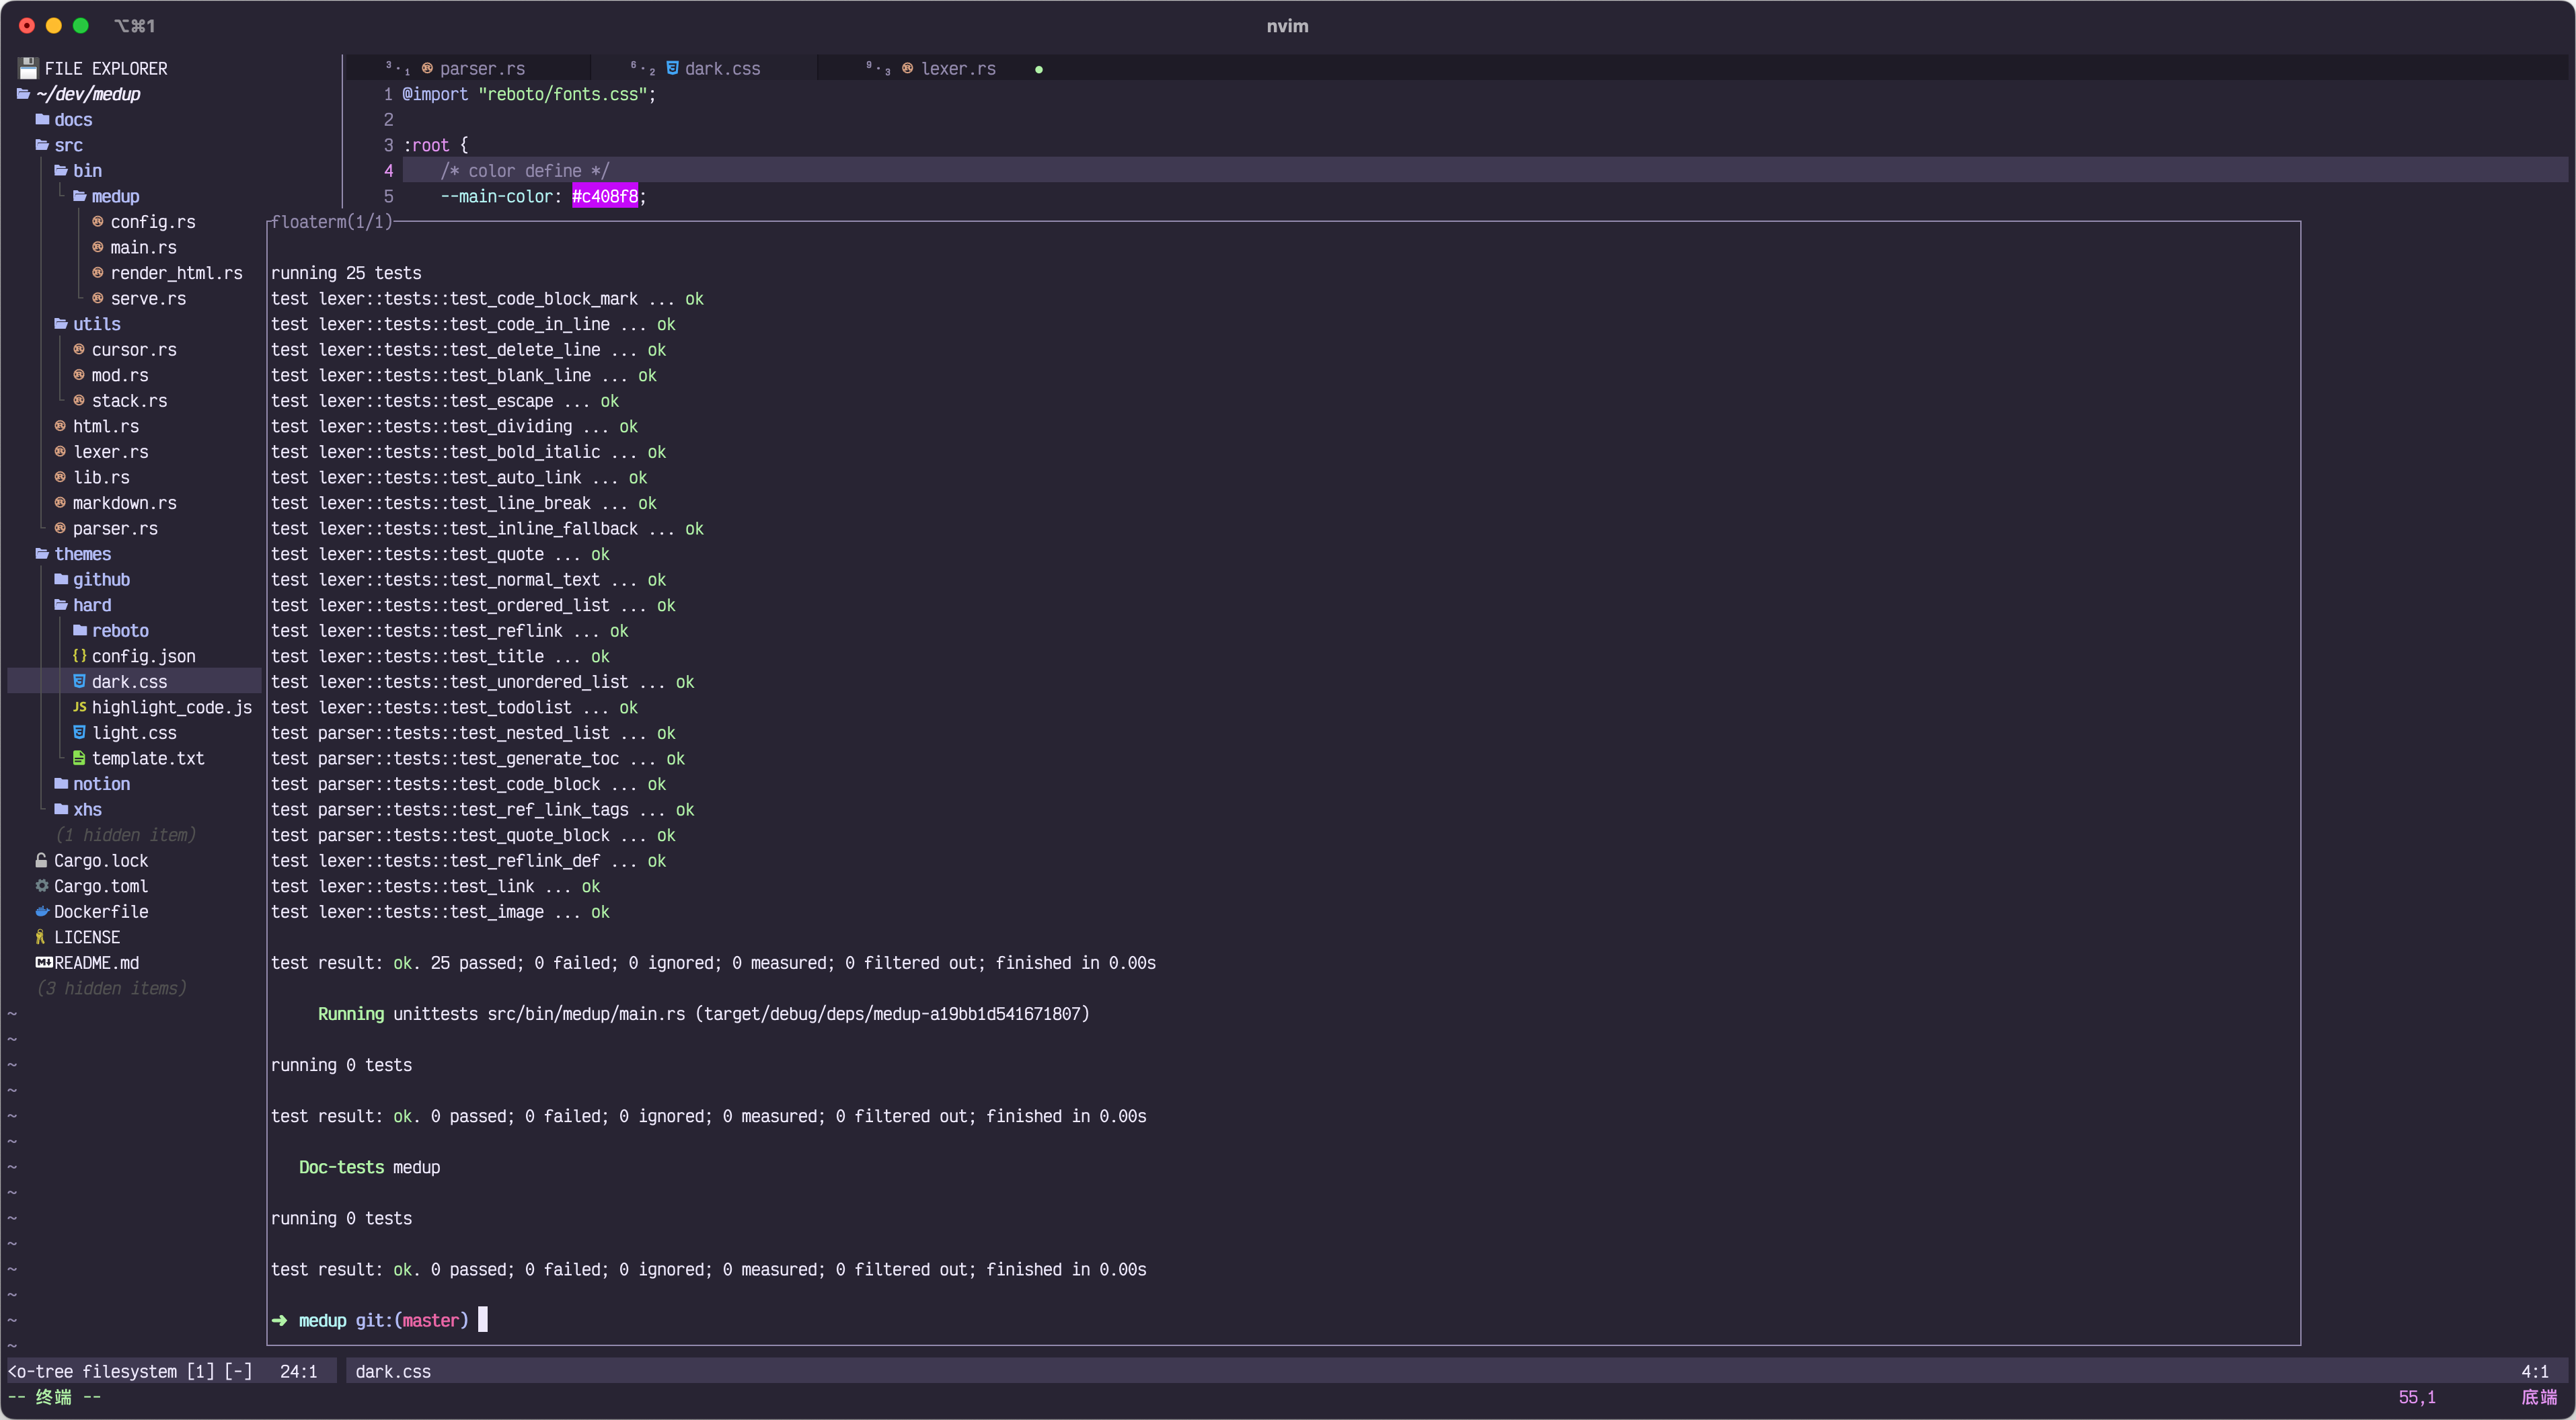 ⌥⌘1
nvim
FILE EXPLORER
~/dev/medup
docs
src
bin
medup
config.rs
main.rs
render_html.rs
serve.rs
utils
cursor.rs
mod.rs
stack.rs
html.rs
lexer.rs
lib.rs
markdown.rs
parser.rs
themes
github
hard
reboto
{} config.json
dark.css
JS highlight_code.js
light.css
template.txt
notion
xhs
(1 hidden item)
Cargo.lock
Cargo.toml
Dockerfile
LICENSE
README.md
(3 hidden items)
~
~
~
~
~
~
~
~
~
~
~
~
~
~
³·₁ parser.rs ⁶·₂ dark.css ⁹·₃ lexer.rs ●
1 @import "reboto/fonts.css";
2
3 :root {
4 /* color define */
5 --main-color: #c408f8;
floaterm(1/1)
running 25 tests
test lexer::tests::test_code_block_mark ... ok
test lexer::tests::test_code_in_line ... ok
test lexer::tests::test_delete_line ... ok
test lexer::tests::test_blank_line ... ok
test lexer::tests::test_escape ... ok
test lexer::tests::test_dividing ... ok
test lexer::tests::test_bold_italic ... ok
test lexer::tests::test_auto_link ... ok
test lexer::tests::test_line_break ... ok
test lexer::tests::test_inline_fallback ... ok
test lexer::tests::test_quote ... ok
test lexer::tests::test_normal_text ... ok
test lexer::tests::test_ordered_list ... ok
test lexer::tests::test_reflink ... ok
test lexer::tests::test_title ... ok
test lexer::tests::test_unordered_list ... ok
test lexer::tests::test_todolist ... ok
test parser::tests::test_nested_list ... ok
test parser::tests::test_generate_toc ... ok
test parser::tests::test_code_block ... ok
test parser::tests::test_ref_link_tags ... ok
test parser::tests::test_quote_block ... ok
test lexer::tests::test_reflink_def ... ok
test lexer::tests::test_link ... ok
test lexer::tests::test_image ... ok
test result: ok. 25 passed; 0 failed; 0 ignored; 0 measured; 0 filtered out; finished in 0.00s
Running unittests src/bin/medup/main.rs (target/debug/deps/medup-a19bb1d541671807)
running 0 tests
test result: ok. 0 passed; 0 failed; 0 ignored; 0 measured; 0 filtered out; finished in 0.00s
Doc-tests medup
running 0 tests
test result: ok. 0 passed; 0 failed; 0 ignored; 0 measured; 0 filtered out; finished in 0.00s
➜ medup git:(master)
<o-tree filesystem [1] [-] 24:1 dark.css 4:1
-- 终端 -- 55,1 底端